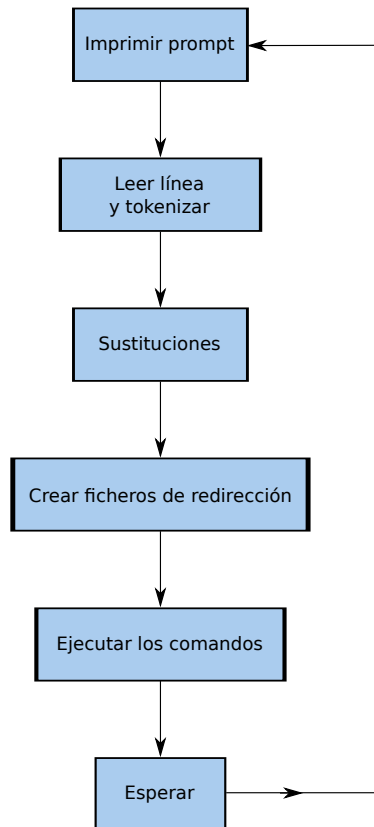 Imprimir prompt
Leer línea
y tokenizar
Sustituciones
Crear ficheros de redirección
Ejecutar los comandos
Esperar